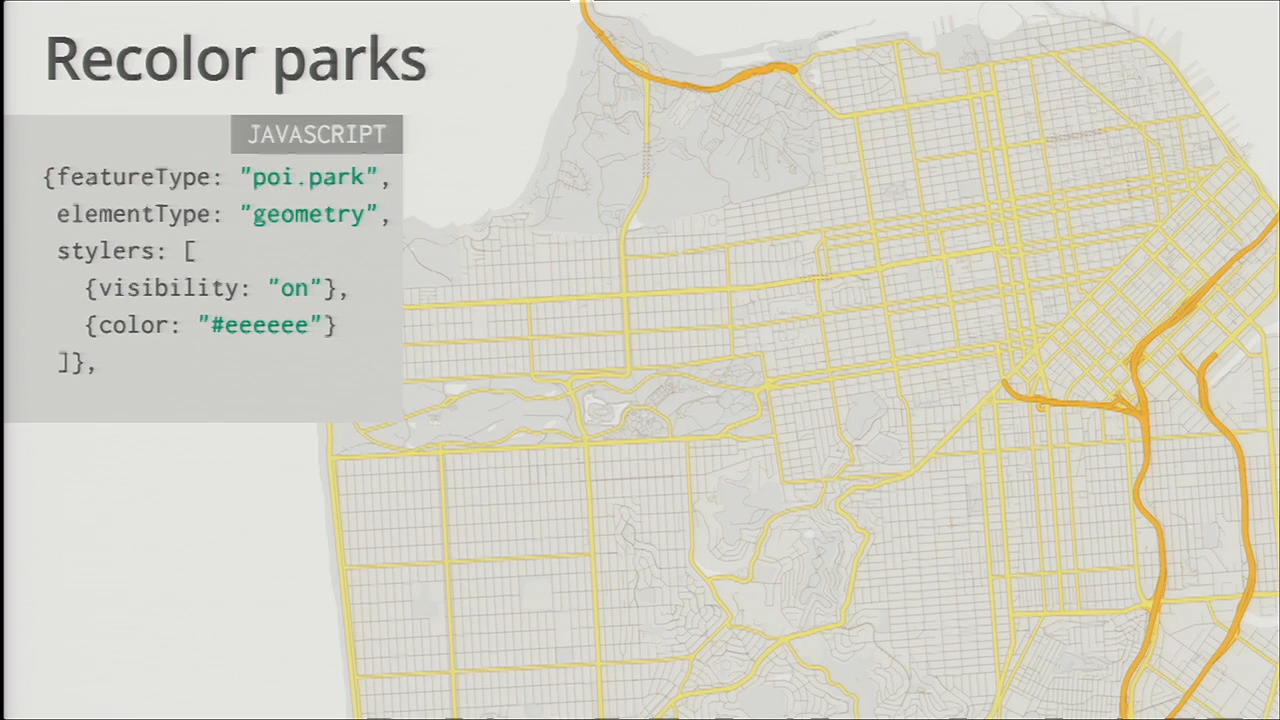 Recolor parks
JAVASCRIPT
{featureType: "poi.park",
elementType: "geometry",
stylers: [
{visibility: "on"},
{color: "#eeeeee"}
]},